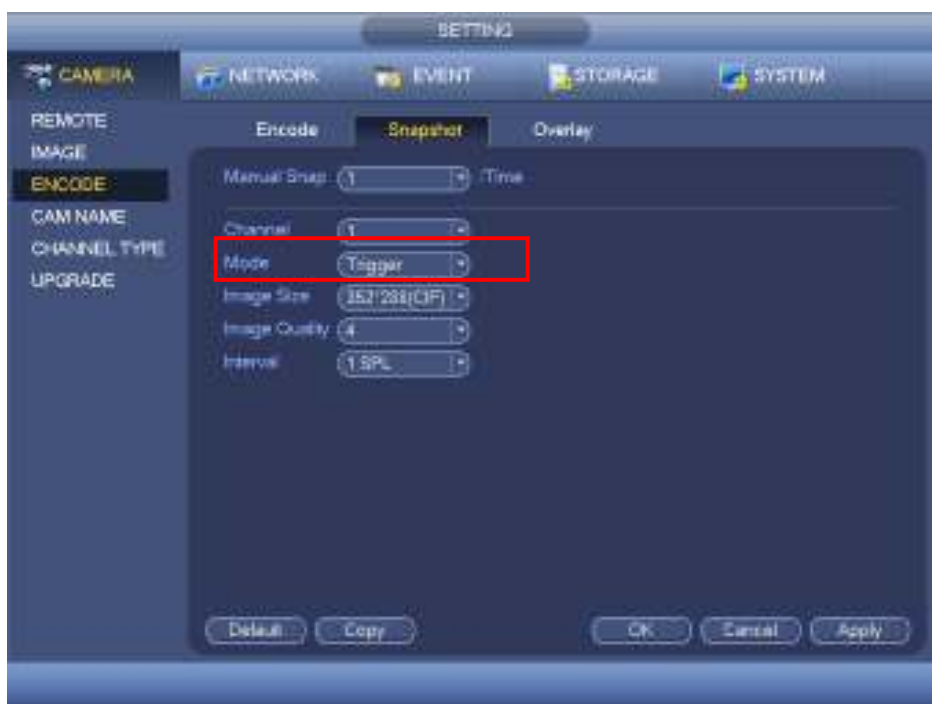 SETTING
CAMERA NETWORK EVENT STORAGE SYSTEM
REMOTE
IMAGE
ENCODE
CAM NAME
CHANNEL TYPE
UPGRADE
Encode Snapshot Overlay
Manual Snap 1 /Time
Channel 1
Mode Trigger
Image Size 352*288(CIF)
Image Quality 4
Interval 1 SPL
Default Copy OK Cancel Apply